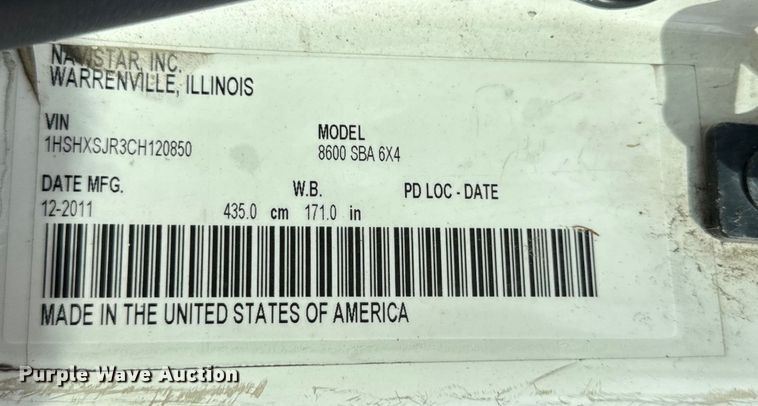 NAVISTAR, INC.
WARRENVILLE, ILLINOIS
VIN MODEL
1HSHXSJR3CH120850 8600 SBA 6X4
DATE MFG. W.B. PD LOC - DATE
12-2011 435.0 cm 171.0 in
MADE IN THE UNITED STATES OF AMERICA
Purple Wave Auction